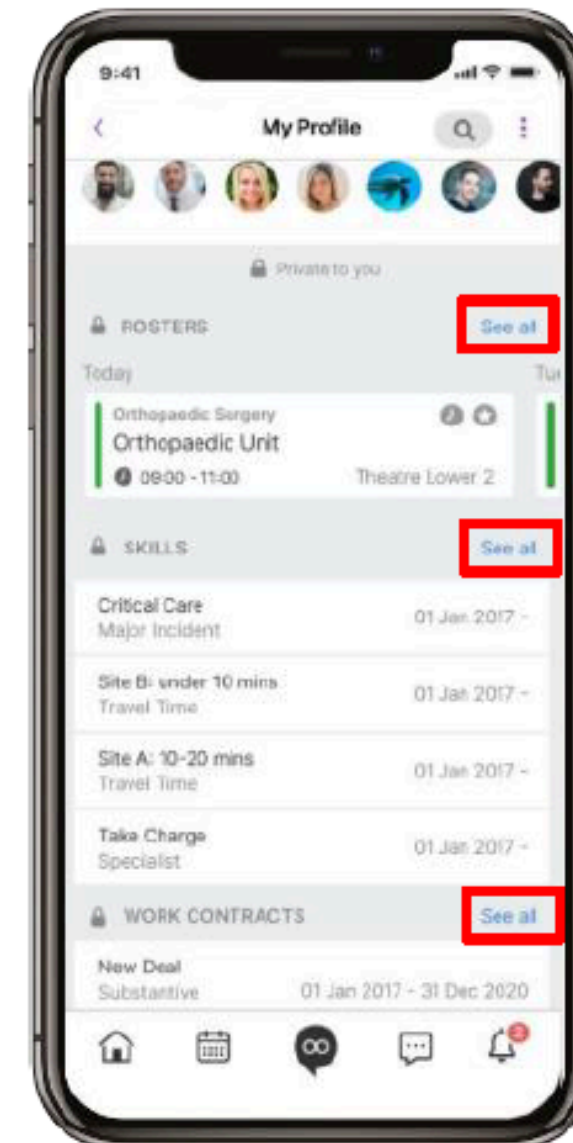 9:41
My Profile
Private to you
ROSTERS See all
Today Tue
Orthopaedic Surgery
Orthopaedic Unit
09:00 - 11:00 Theatre Lower 2
SKILLS See all
Critical Care
Major Incident 01 Jan 2017 -
Site B: under 10 mins
Travel Time 01 Jan 2017 -
Site A: 10-20 mins
Travel Time 01 Jan 2017 -
Take Charge
Specialist 01 Jan 2017 -
WORK CONTRACTS See all
New Deal
Substantive 01 Jan 2017 - 31 Dec 2020